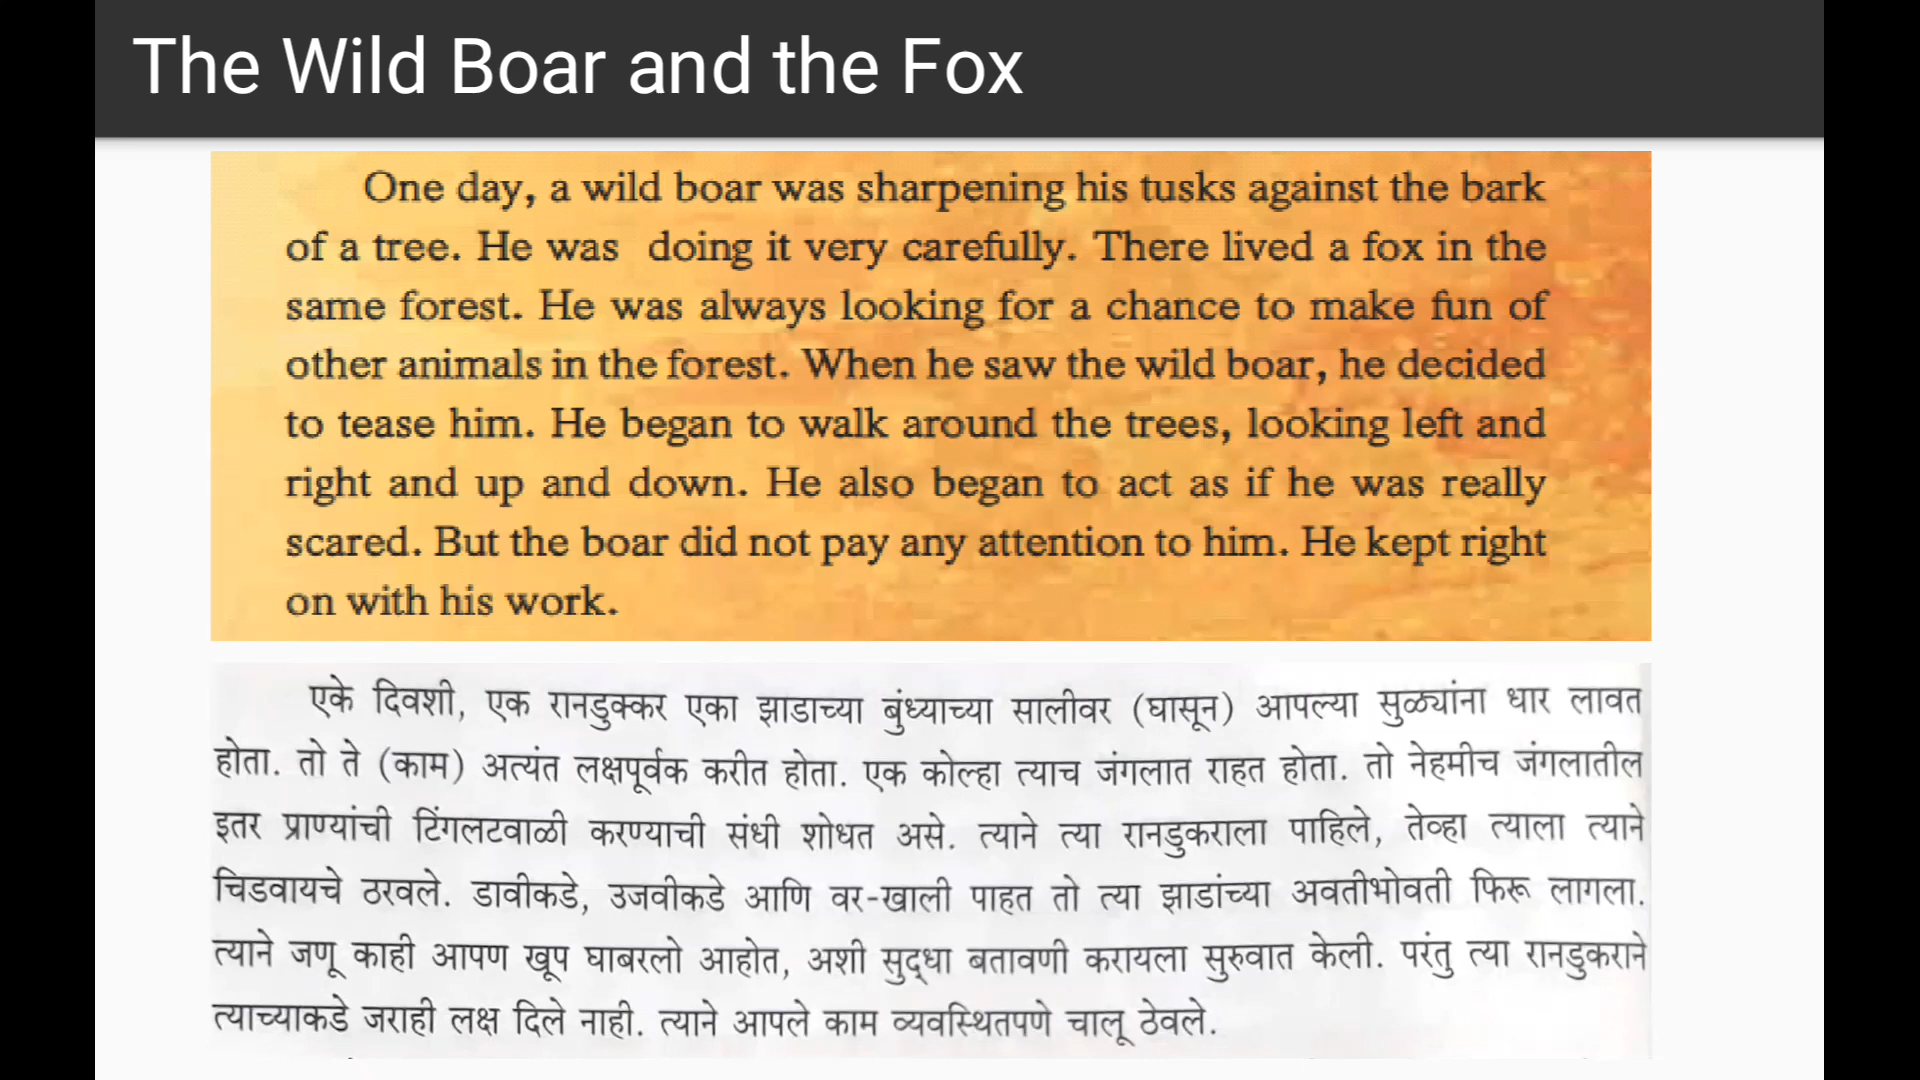 The Wild Boar and the Fox
One day, a wild boar was sharpening his tusks against the bark
of a tree. He was doing it very carefully. There lived a fox in the
same forest. He was always looking for a chance to make fun of
other animals in the forest. When he saw the wild boar, he decided
to tease him. He began to walk around the trees, looking left and
right and up and down. He also began to act as if he was really
scared. But the boar did not pay any attention to him. He kept right
on with his work.
एके दिवशी, एक रानडुक्कर एका झाडाच्या बुंध्याच्या सालीवर (घासून) आपल्या सुळ्यांना धार लावत
होता. तो ते (काम) अत्यंत लक्षपूर्वक करीत होता. एक कोल्हा त्याच जंगलात राहत होता. तो नेहमीच जंगलातील
इतर प्राण्यांची टिंगलटवाळी करण्याची संधी शोधत असे. त्याने त्या रानडुकराला पाहिले, तेव्हा त्याला त्याने
चिडवायचे ठरवले. डावीकडे, उजवीकडे आणि वर-खाली पाहत तो त्या झाडांच्या अवतीभोवती फिरू लागला.
त्याने जणू काही आपण खूप घाबरलो आहोत, अशी सुद्धा बतावणी करायला सुरुवात केली. परंतु त्या रानडुकराने
त्याच्याकडे जराही लक्ष दिले नाही. त्याने आपले काम व्यवस्थितपणे चालू ठेवले.